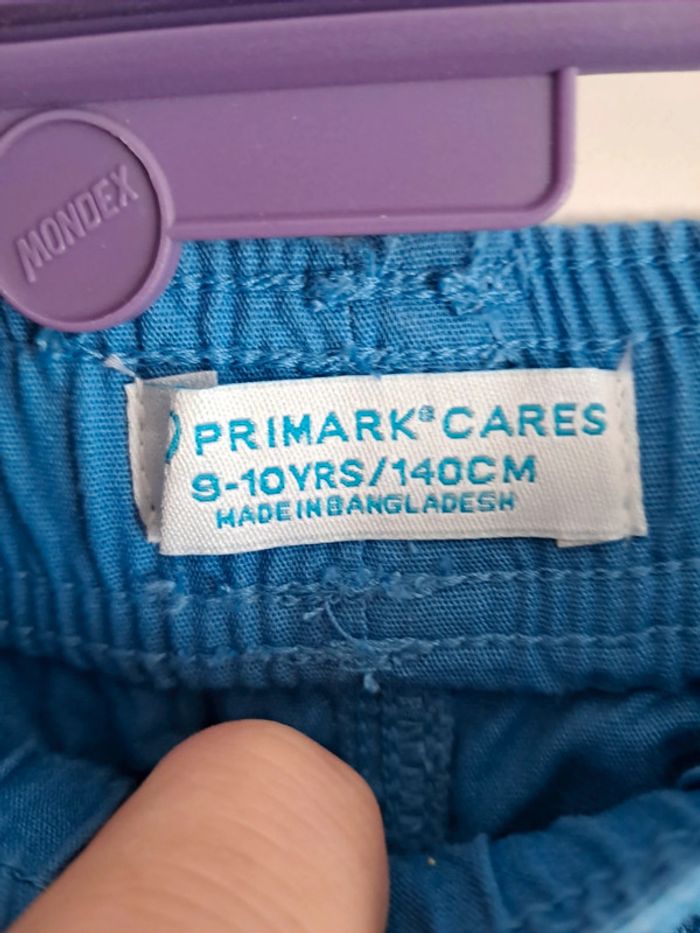 MONDEX
PRIMARK® CARES
9-10YRS/140CM
MADE IN BANGLADESH